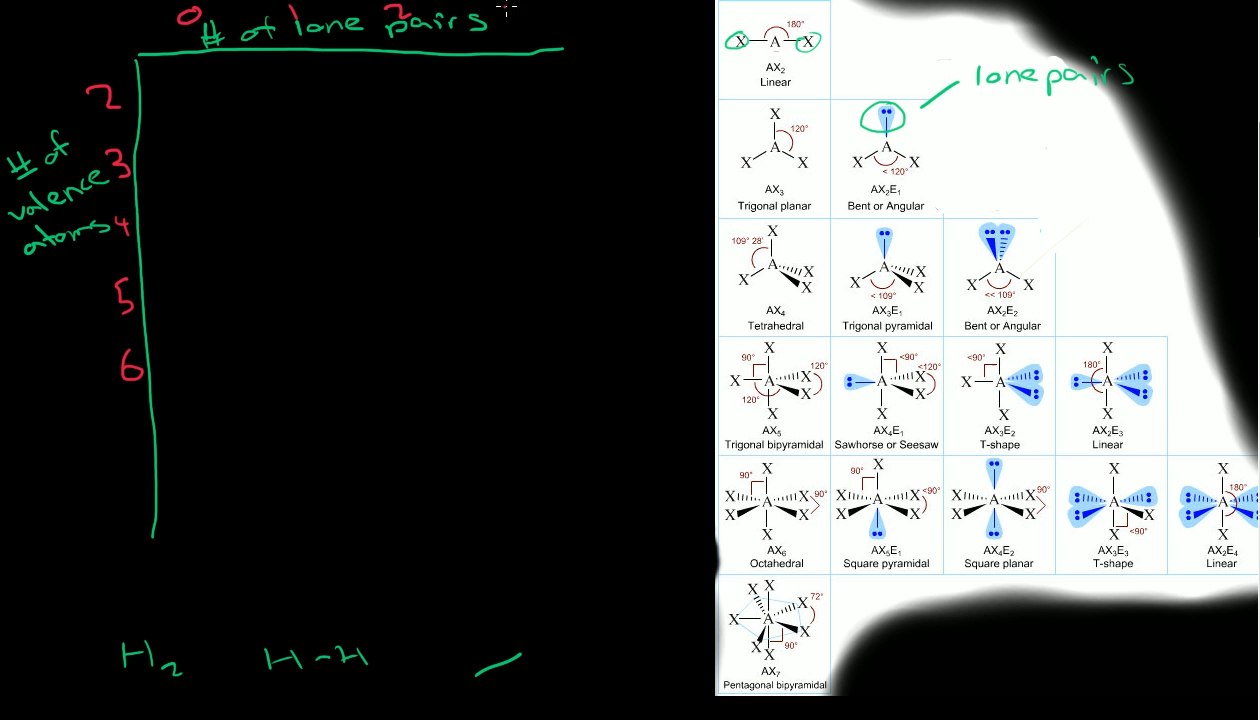 0 1 2
# of lone pairs
2
# of
valence 3
atoms 4
5
6
H2 H-H
lone pairs
X A X 180°
AX2
Linear
X A X X 120°
AX3
Trigonal planar
A X X < 120°
AX2E1
Bent or Angular
109° 28' X A X X X
AX4
Tetrahedral
A X X X < 109°
AX3E1
Trigonal pyramidal
A X X << 109°
AX2E2
Bent or Angular
90° X X A X X X 120° 120°
AX5
Trigonal bipyramidal
X A X X X <90° <120°
AX4E1
Sawhorse or Seesaw
<90° X X A X
AX3E2
T-shape
X 180° A X
AX2E3
Linear
90° X X X A X X X 90°
AX6
Octahedral
90° X X X A X X <90°
AX5E1
Square pyramidal
X X A X X 90°
AX4E2
Square planar
X A X X <90°
AX3E3
T-shape
X A X 180°
AX2E4
Linear
X X X X A X X X 72° 90°
AX7
Pentagonal bipyramidal